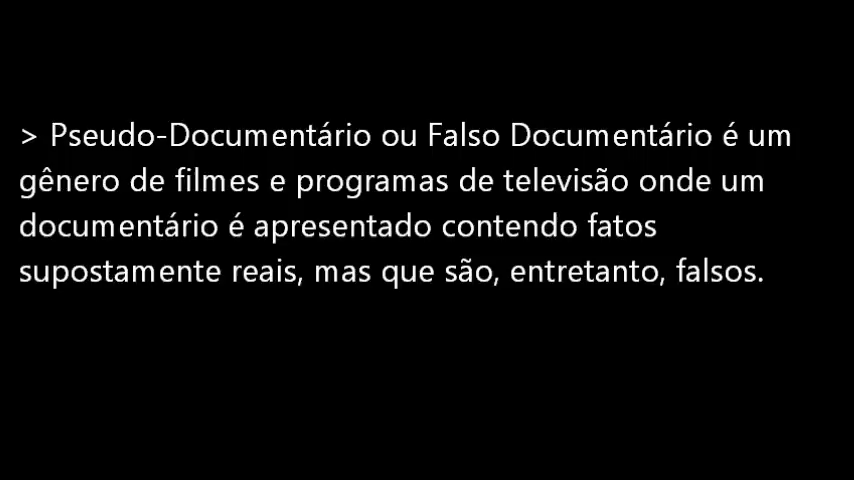 > Pseudo-Documentário ou Falso Documentário é um
gênero de filmes e programas de televisão onde um
documentário é apresentado contendo fatos
supostamente reais, mas que são, entretanto, falsos.